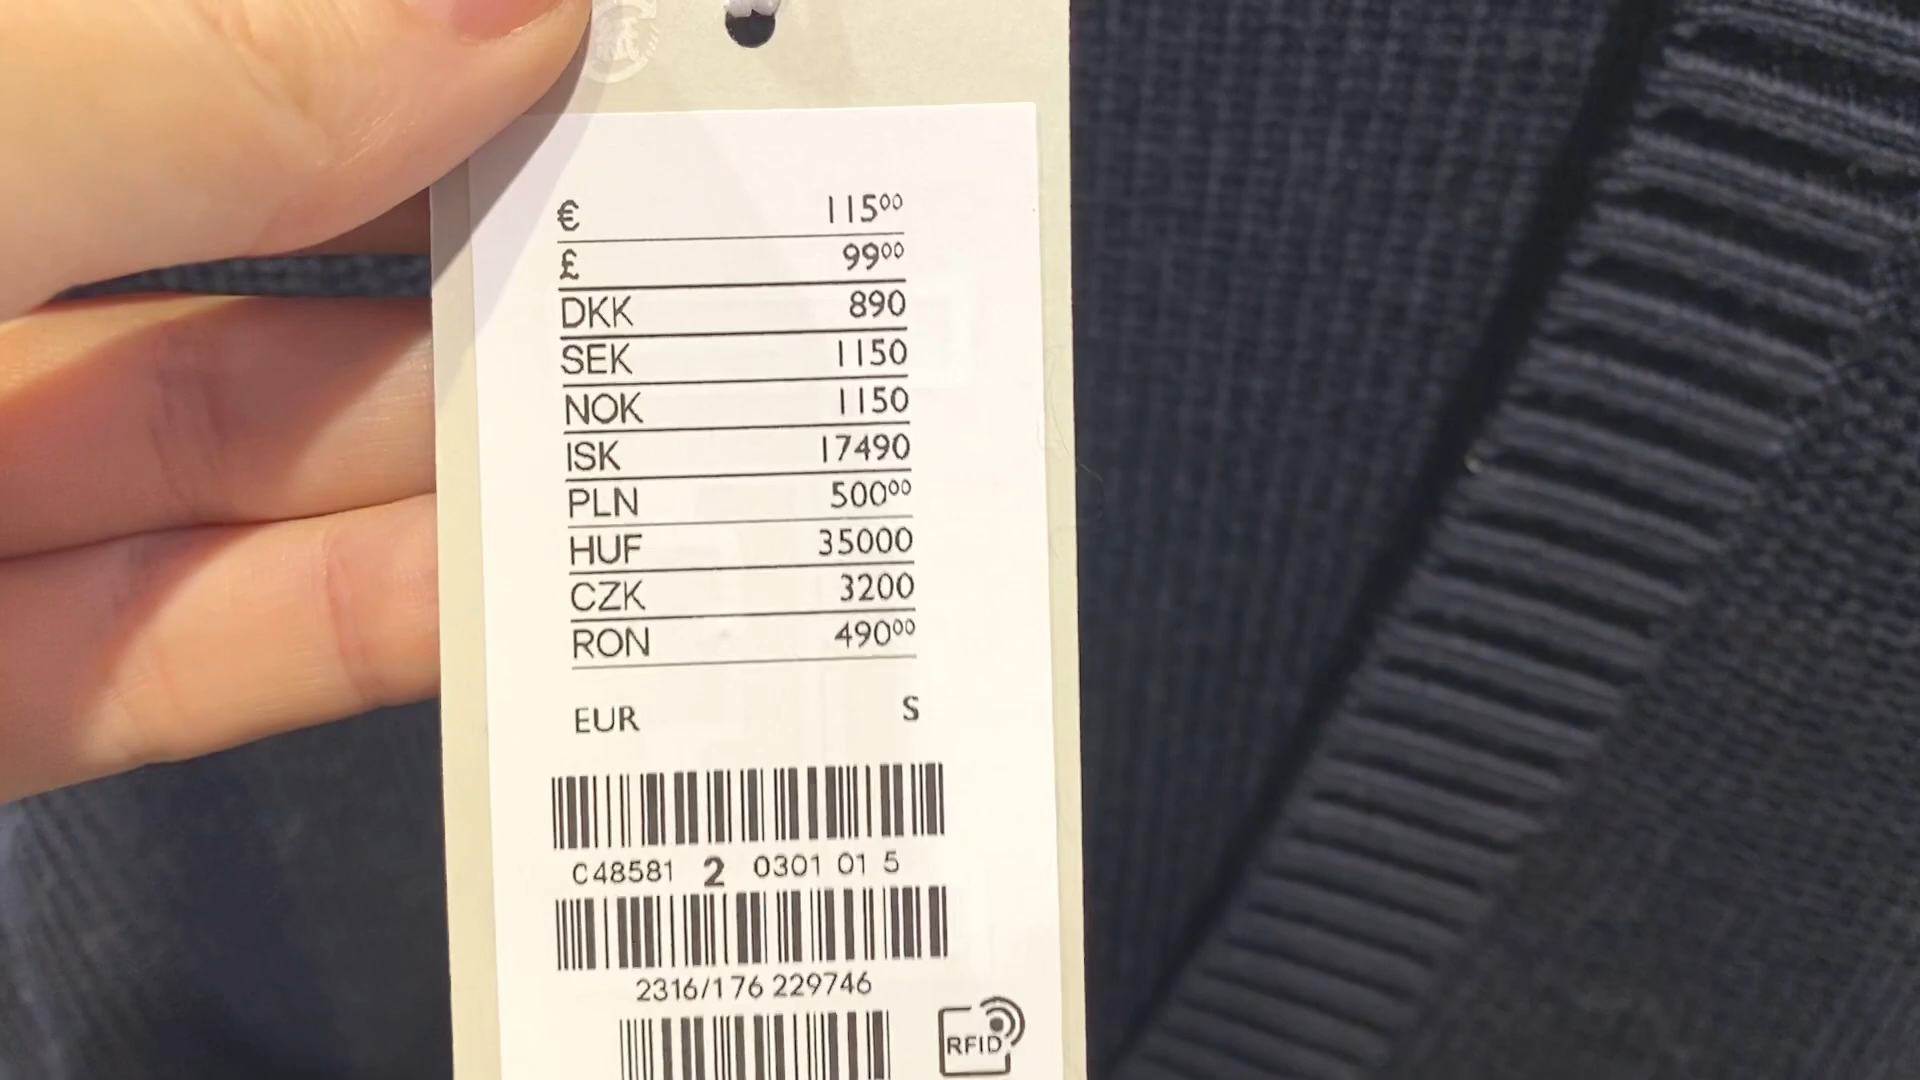 € 115⁰⁰
£ 99⁰⁰
DKK 890
SEK 1150
NOK 1150
ISK 17490
PLN 500⁰⁰
HUF 35000
CZK 3200
RON 490⁰⁰
EUR S
C48581 2 0301 01 5
2316/176 229746
RFID